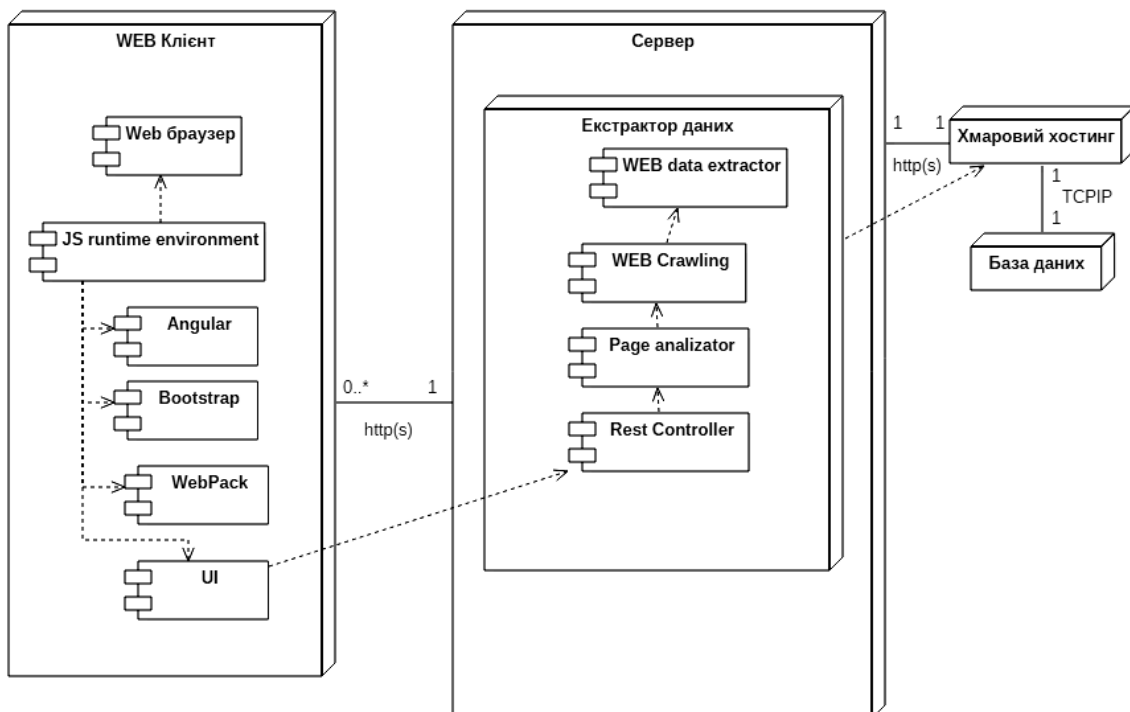 WEB Клієнт
Web браузер
JS runtime environment
Angular
Bootstrap
WebPack
UI
0..*
1
http(s)
Сервер
Екстрактор даних
WEB data extractor
WEB Crawling
Page analizator
Rest Controller
1
1
http(s)
Хмаровий хостинг
1
TCPIP
1
База даних